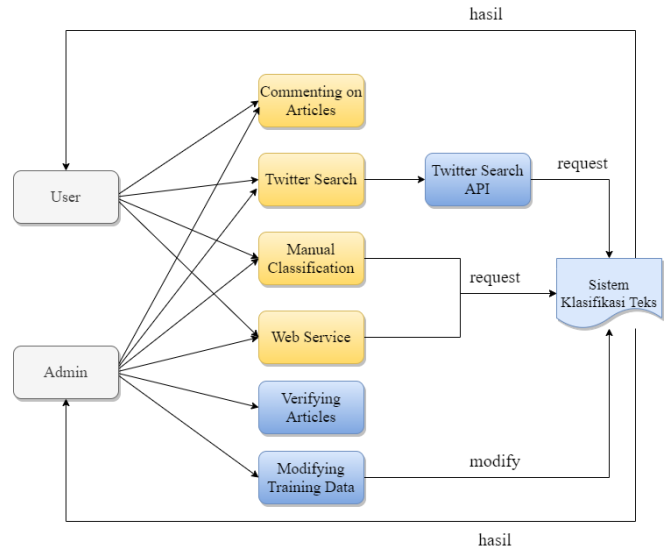 hasil
Commenting on
Articles
User
Twitter Search
Twitter Search
API
request
Manual
Classification
request
Sistem
Klasifikasi Teks
Web Service
Admin
Verifying
Articles
Modifying
Training Data
modify
hasil